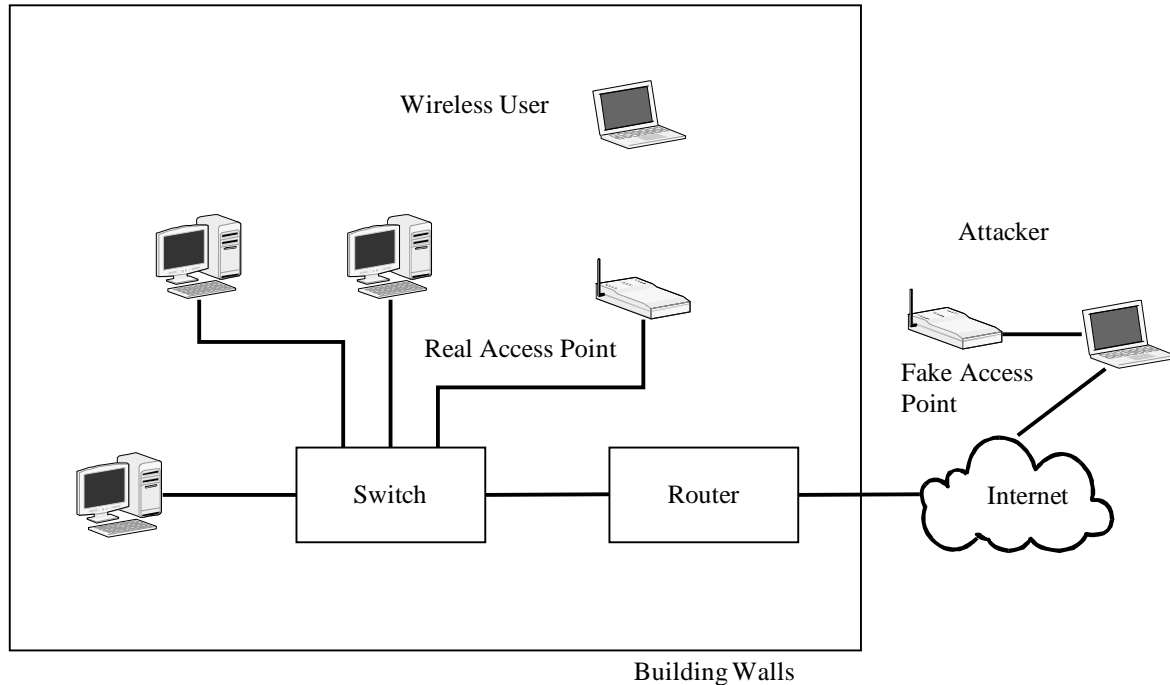 Wireless User
Attacker
Real Access Point
Fake Access
Point
Switch
Router
Internet
Building Walls